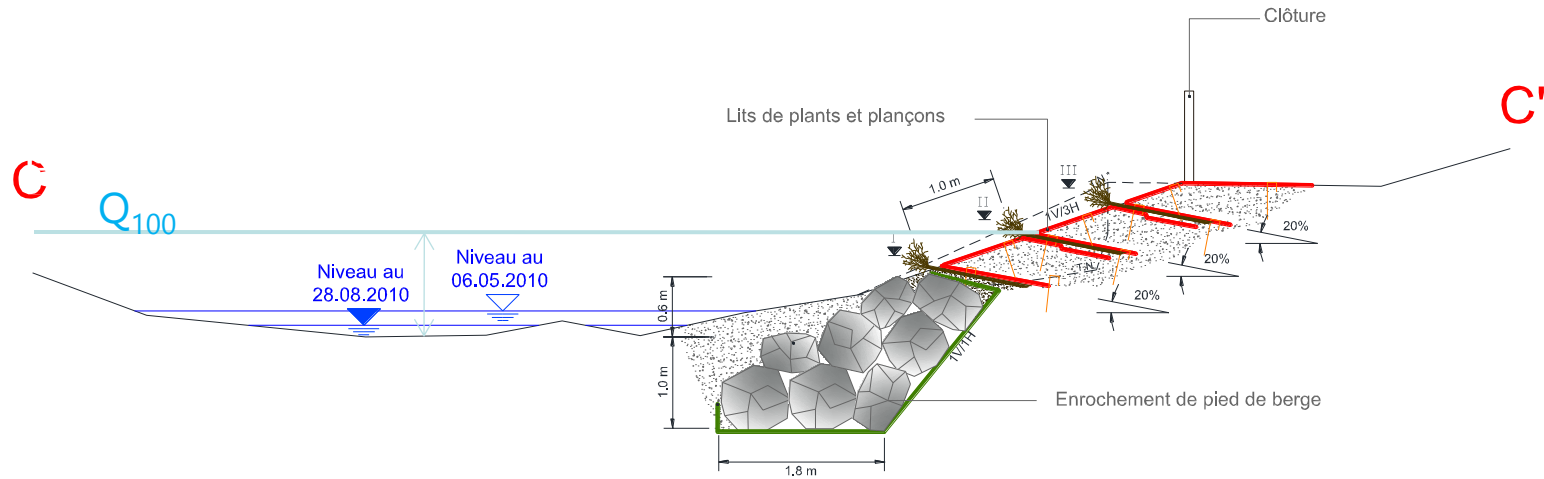 Clôture
C
C'
Lits de plants et plançons
Q100
III
1.0 m
T.N.
II
1V/3H
I
Niveau au
28.08.2010
Niveau au
06.05.2010
20%
T.N.
20%
20%
0.6 m
1V/1H
1.0 m
Enrochement de pied de berge
1.8 m